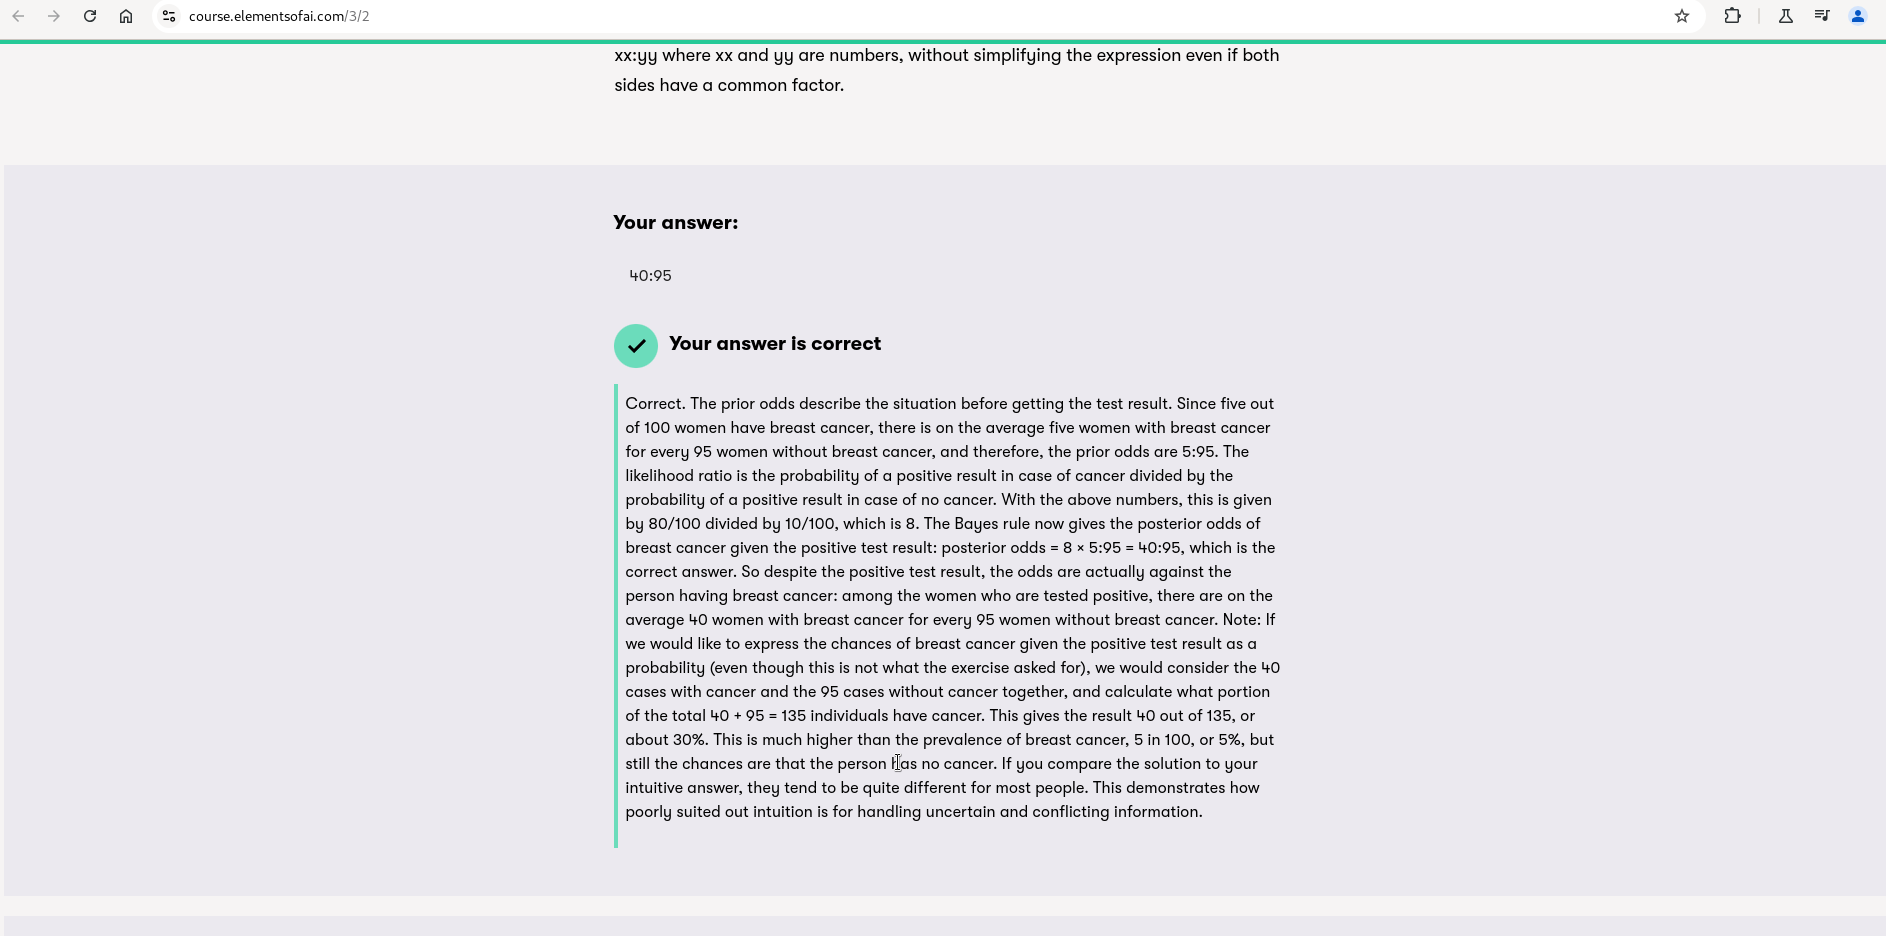 course.elementsofai.com/3/2
xx:yy where xx and yy are numbers, without simplifying the expression even if both
sides have a common factor.
Your answer:
40:95
Your answer is correct
Correct. The prior odds describe the situation before getting the test result. Since five out
of 100 women have breast cancer, there is on the average five women with breast cancer
for every 95 women without breast cancer, and therefore, the prior odds are 5:95. The
likelihood ratio is the probability of a positive result in case of cancer divided by the
probability of a positive result in case of no cancer. With the above numbers, this is given
by 80/100 divided by 10/100, which is 8. The Bayes rule now gives the posterior odds of
breast cancer given the positive test result: posterior odds = 8 × 5:95 = 40:95, which is the
correct answer. So despite the positive test result, the odds are actually against the
person having breast cancer: among the women who are tested positive, there are on the
average 40 women with breast cancer for every 95 women without breast cancer. Note: If
we would like to express the chances of breast cancer given the positive test result as a
probability (even though this is not what the exercise asked for), we would consider the 40
cases with cancer and the 95 cases without cancer together, and calculate what portion
of the total 40 + 95 = 135 individuals have cancer. This gives the result 40 out of 135, or
about 30%. This is much higher than the prevalence of breast cancer, 5 in 100, or 5%, but
still the chances are that the person has no cancer. If you compare the solution to your
intuitive answer, they tend to be quite different for most people. This demonstrates how
poorly suited out intuition is for handling uncertain and conflicting information.